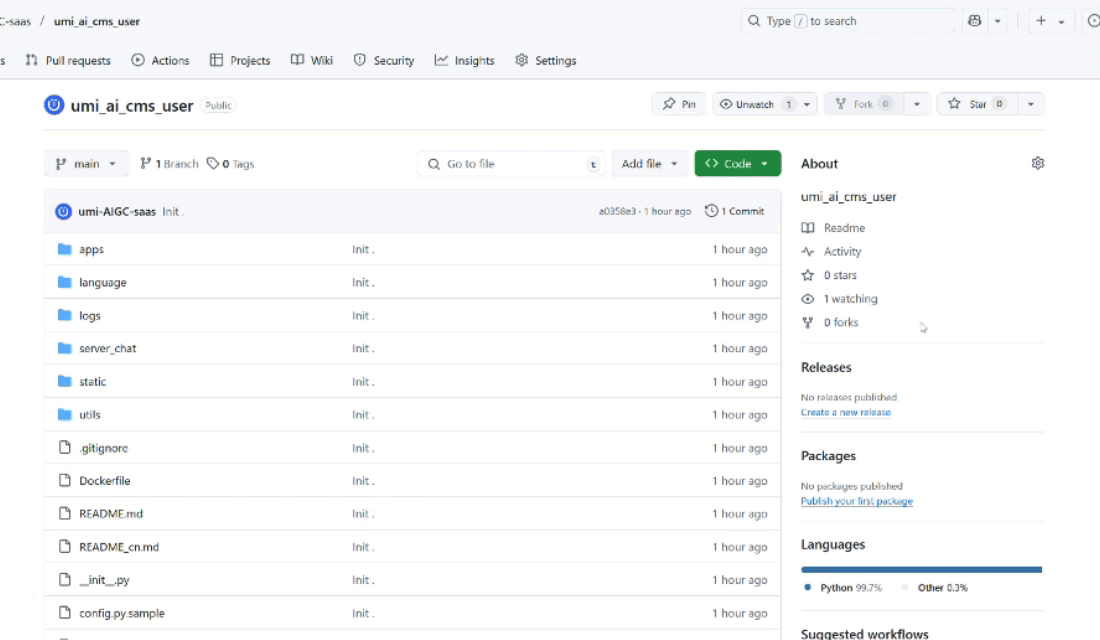 C-saas / umi_ai_cms_user
Type / to search
s Pull requests Actions Projects Wiki Security Insights Settings
umi_ai_cms_user Public
Pin Unwatch 1 Fork 0 Star 0
main 1 Branch 0 Tags
Go to file t Add file Code
About
umi_ai_cms_user
umi-AIGC-saas Init . a0358e3 · 1 hour ago 1 Commit
apps Init . 1 hour ago
language Init . 1 hour ago
logs Init . 1 hour ago
server_chat Init . 1 hour ago
static Init . 1 hour ago
utils Init . 1 hour ago
.gitignore Init . 1 hour ago
Dockerfile Init . 1 hour ago
README.md Init . 1 hour ago
README_cn.md Init . 1 hour ago
__init__.py Init . 1 hour ago
config.py.sample Init . 1 hour ago
Readme
Activity
0 stars
1 watching
0 forks
Releases
No releases published
Create a new release
Packages
No packages published
Publish your first package
Languages
Python 99.7% Other 0.3%
Suggested workflows